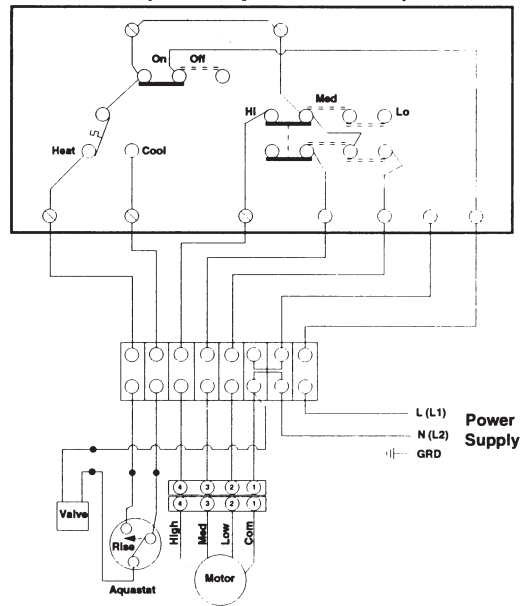 On Off
Med
Hi Lo
Heat Cool
L (L1)
N (L2)
GRD
Power
Supply
4 3 2 1
4 3 2 1
High Med Low Com
Valve
Rise
Aquastat
Motor